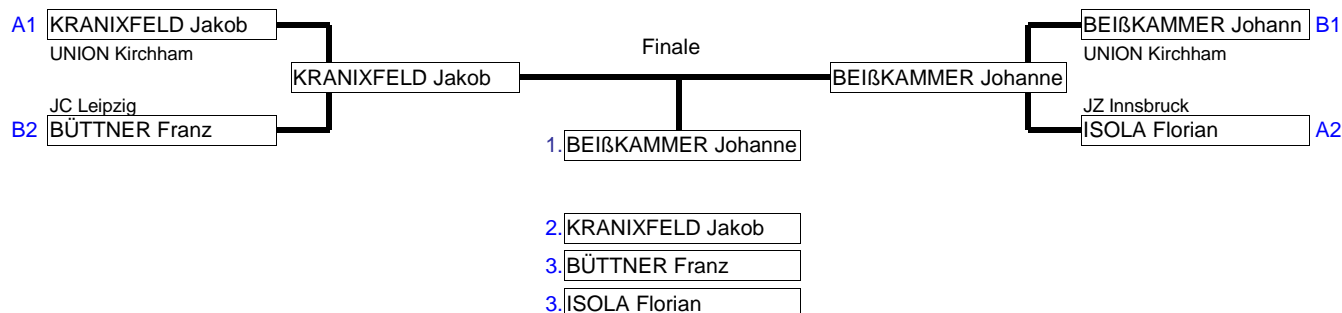 A1 KRANIXFELD Jakob
UNION Kirchham
BEIßKAMMER Johann B1
UNION Kirchham
Finale
KRANIXFELD Jakob
BEIßKAMMER Johanne
JC Leipzig
B2 BÜTTNER Franz
JZ Innsbruck
ISOLA Florian A2
1. BEIßKAMMER Johanne
2. KRANIXFELD Jakob
3. BÜTTNER Franz
3. ISOLA Florian